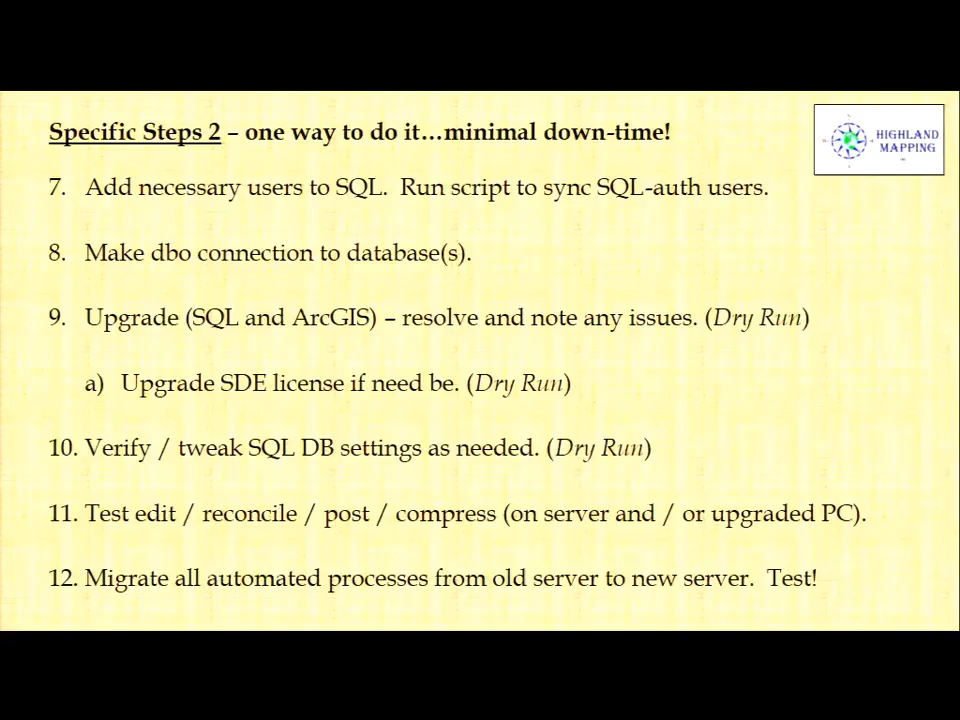 Specific Steps 2 – one way to do it…minimal down-time!
HIGHLAND
MAPPING
7. Add necessary users to SQL. Run script to sync SQL-auth users.
8. Make dbo connection to database(s).
9. Upgrade (SQL and ArcGIS) – resolve and note any issues. (Dry Run)
a) Upgrade SDE license if need be. (Dry Run)
10. Verify / tweak SQL DB settings as needed. (Dry Run)
11. Test edit / reconcile / post / compress (on server and / or upgraded PC).
12. Migrate all automated processes from old server to new server. Test!